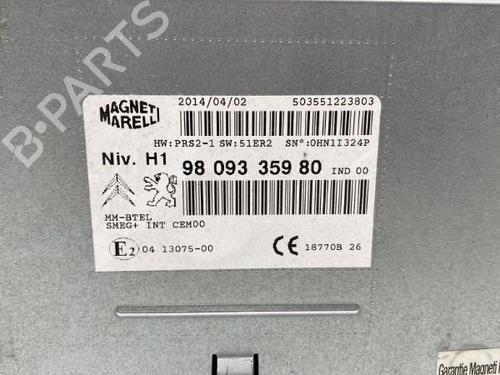 MAGNETI MARELLI
2014/04/02 503551223803
HW:PRS2-1 SW:51ER2 SN°:0HN1I324P
Niv. H1 98 093 359 80 IND 00
MM-BTEL
SMEG+ INT CEM00
E2 04 13075-00 CE 18770B 26
Garantie Magneti
B-PARTS